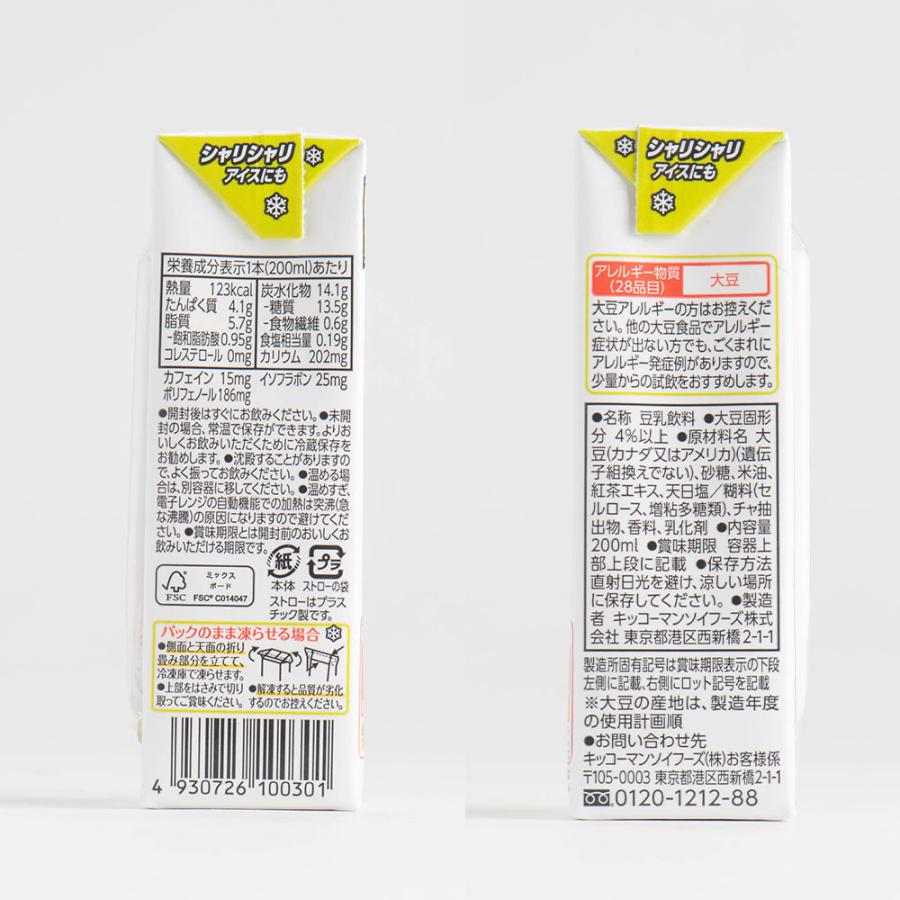 シャリシャリ
アイスにも
栄養成分表示1本(200ml)あたり
熱量 123kcal
たんぱく質 4.1g
脂質 5.7g
-飽和脂肪酸 0.95g
コレステロール 0mg
炭水化物 14.1g
-糖質 13.5g
-食物繊維 0.6g
食塩相当量 0.19g
カリウム 202mg
カフェイン 15mg イソフラボン 25mg
ポリフェノール 186mg
●開封後はすぐにお飲みください。●未開
封の場合、常温で保存ができます。よりお
いしくお飲みいただくために冷蔵保存を
お勧めします。●沈殿することがありますの
で、よく振ってお飲みください。●温める場
合は、別容器に移してください。●温めすぎ、
電子レンジの自動機能での加熱は突沸(急
な沸騰)の原因になりますので避けてくだ
さい。●賞味期限とは開封前のおいしくお
飲みいただける期限です。
FSC
ミックス
ボード
FSC® C014047
紙
本体
プラ
ストローの袋
ストローはプラス
チック製です。
パックのまま凍らせる場合
●側面と天面の折り
畳み部分を立てて、
冷凍庫で凍らせます。
●上部をはさみで切り
取ってご賞味ください。
●解凍すると品質が劣化
するのでお控えください。
4 930726 100301
シャリシャリ
アイスにも
アレルギー物質
(28品目)
大豆
大豆アレルギーの方はお控えくだ
さい。他の大豆食品でアレルギー
症状が出ない方でも、ごくまれに
アレルギー発症例がありますので、
少量からの試飲をおすすめします。
●名称 豆乳飲料 ●大豆固形
分 4%以上 ●原材料名 大
豆(カナダ又はアメリカ)(遺伝
子組換えでない)、砂糖、米油、
紅茶エキス、天日塩/糊料(セ
ルロース、増粘多糖類)、チャ抽
出物、香料、乳化剤 ●内容量
200ml ●賞味期限 容器上
部上段に記載 ●保存方法
直射日光を避け、涼しい場所
に保存してください。●製造
者 キッコーマンソイフーズ株式
会社 東京都港区西新橋2-1-1
製造所固有記号は賞味期限表示の下段
左側に記載、右側にロット記号を記載
※大豆の産地は、製造年度
の使用計画順
●お問い合わせ先
キッコーマンソイフーズ(株)お客様係
〒105-0003 東京都港区西新橋2-1-1
0120-1212-88